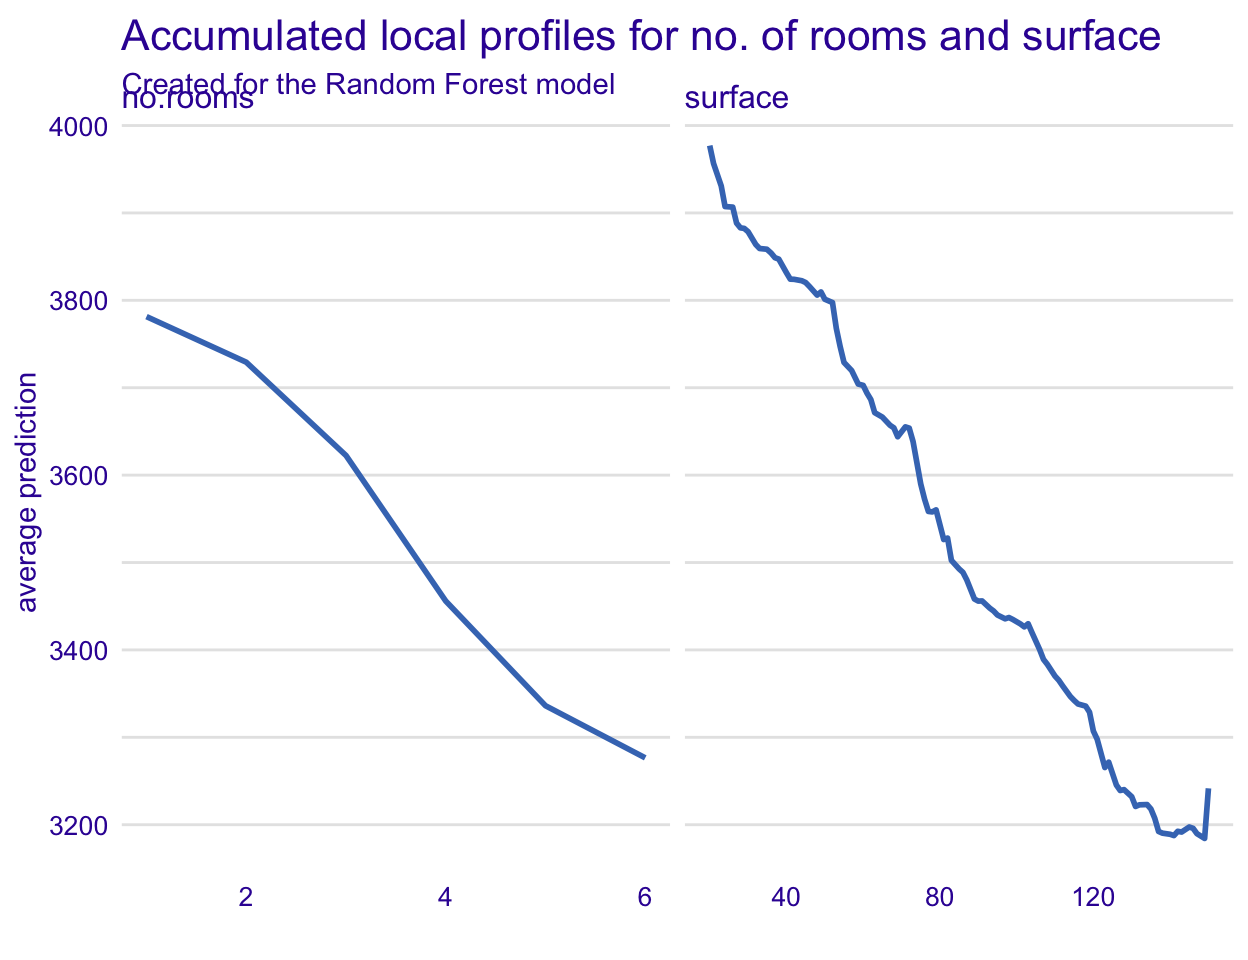 Accumulated local profiles for no. of rooms and surface
Created for the Random Forest model
no.rooms
surface
average prediction
4000
3800
3600
3400
3200
2 4 6
40 80 120